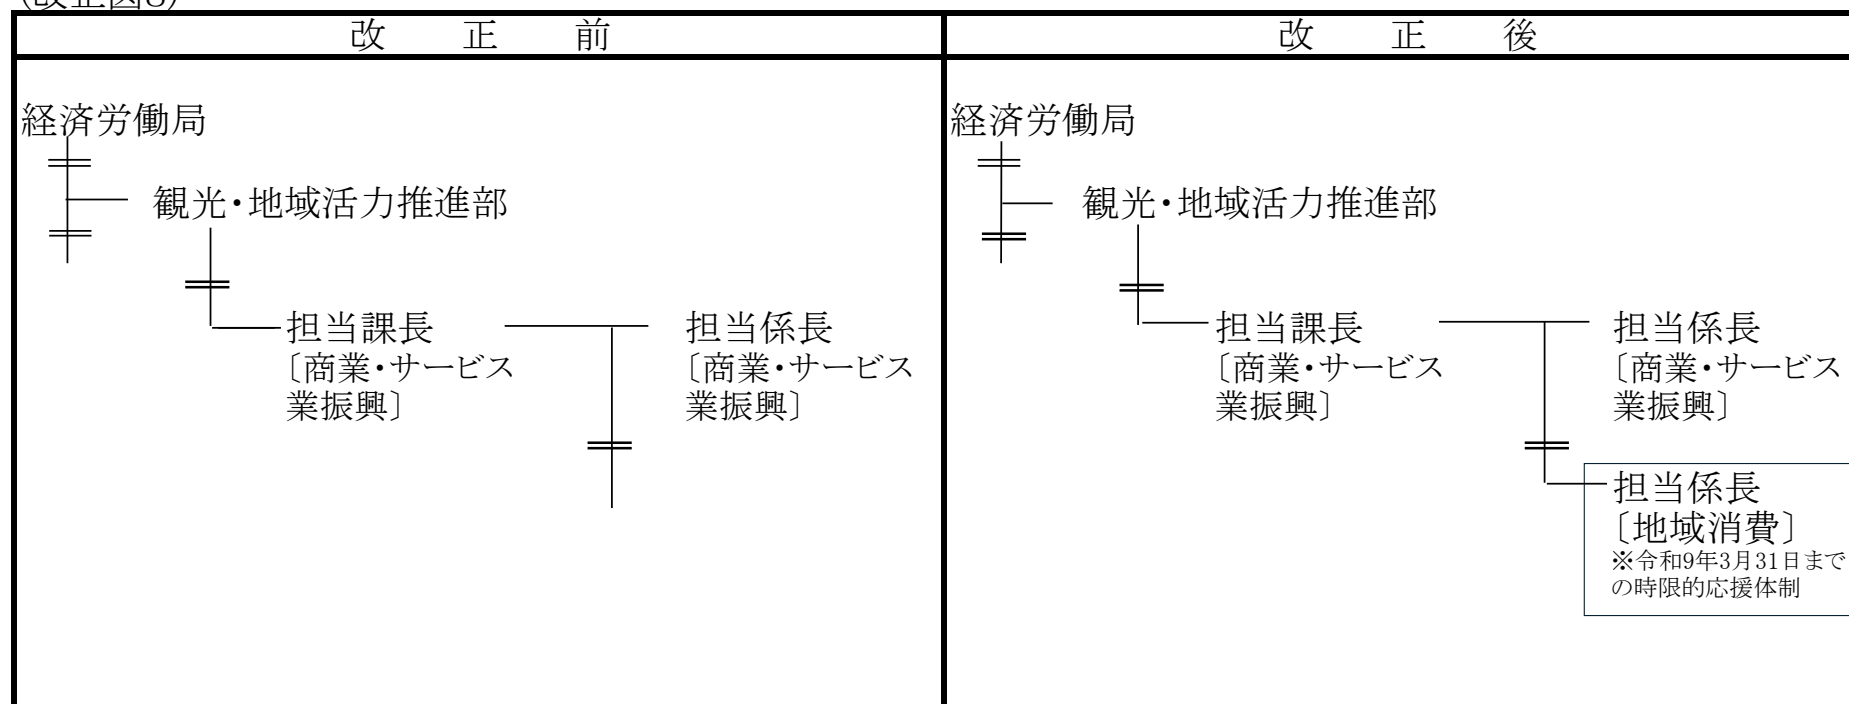 改 正 前
経済労働局
観光・地域活力推進部
担当課長
〔商業・サービス
業振興〕
担当係長
〔商業・サービス
業振興〕
改 正 後
経済労働局
観光・地域活力推進部
担当課長
〔商業・サービス
業振興〕
担当係長
〔商業・サービス
業振興〕
担当係長
〔地域消費〕
※令和9年3月31日まで
の時限的応援体制